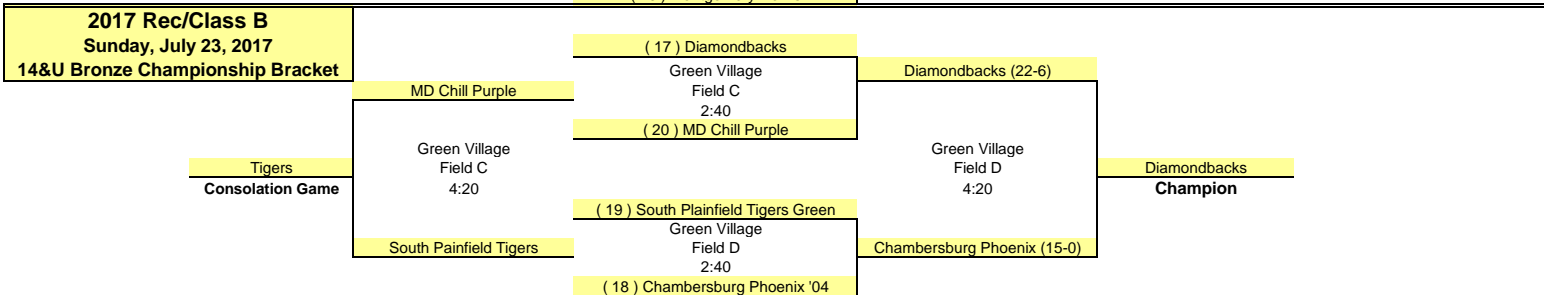 2017 Rec/Class B
Sunday, July 23, 2017
14&U Bronze Championship Bracket
( 17 ) Diamondbacks
Green Village
Field C
2:40
( 20 ) MD Chill Purple
Diamondbacks (22-6)
MD Chill Purple
Green Village
Field C
4:20
Tigers
Consolation Game
Green Village
Field D
4:20
Diamondbacks
Champion
( 19 ) South Plainfield Tigers Green
Green Village
Field D
2:40
( 18 ) Chambersburg Phoenix '04
South Painfield Tigers
Chambersburg Phoenix (15-0)